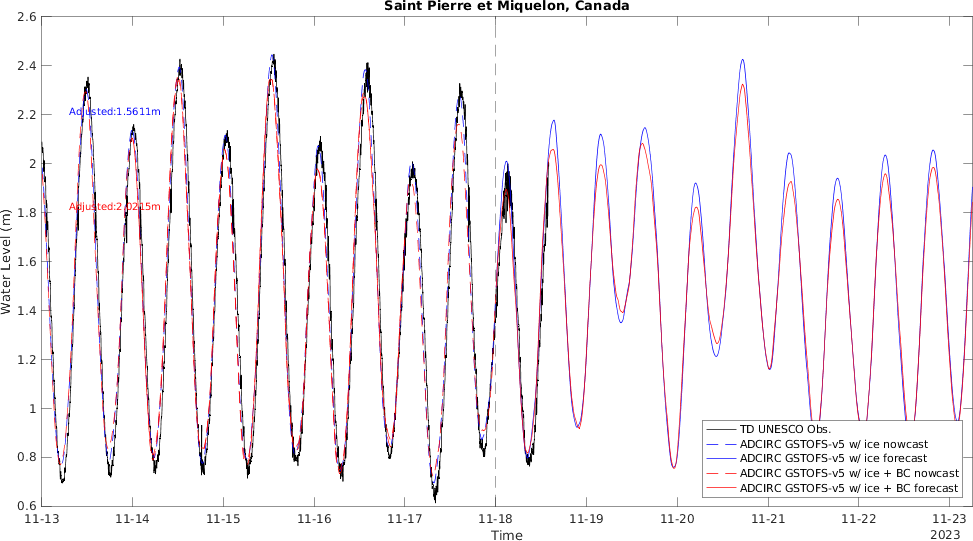 Saint Pierre et Miquelon, Canada
2.6
2.4
2.2
2
1.8
1.6
1.4
1.2
1
0.8
0.6
Water Level (m)
Adjusted:1.5611m
Adjusted:2.0215m
TD UNESCO Obs.
ADCIRC GSTOFS-v5 w/ ice nowcast
ADCIRC GSTOFS-v5 w/ ice forecast
ADCIRC GSTOFS-v5 w/ ice + BC nowcast
ADCIRC GSTOFS-v5 w/ ice + BC forecast
11-13 11-14 11-15 11-16 11-17 11-18 11-19 11-20 11-21 11-22 11-23
Time
2023